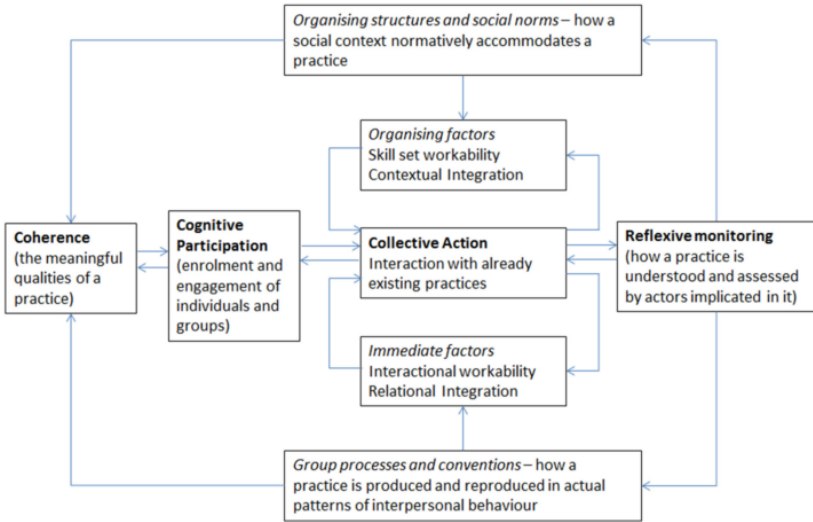 Organising structures and social norms – how a
social context normatively accommodates a
practice
Organising factors
Skill set workability
Contextual Integration
Coherence
(the meaningful
qualities of a
practice)
Cognitive
Participation
(enrolment and
engagement of
individuals and
groups)
Collective Action
Interaction with already
existing practices
Reflexive monitoring
(how a practice is
understood and assessed
by actors implicated in it)
Immediate factors
Interactional workability
Relational Integration
Group processes and conventions – how a
practice is produced and reproduced in actual
patterns of interpersonal behaviour